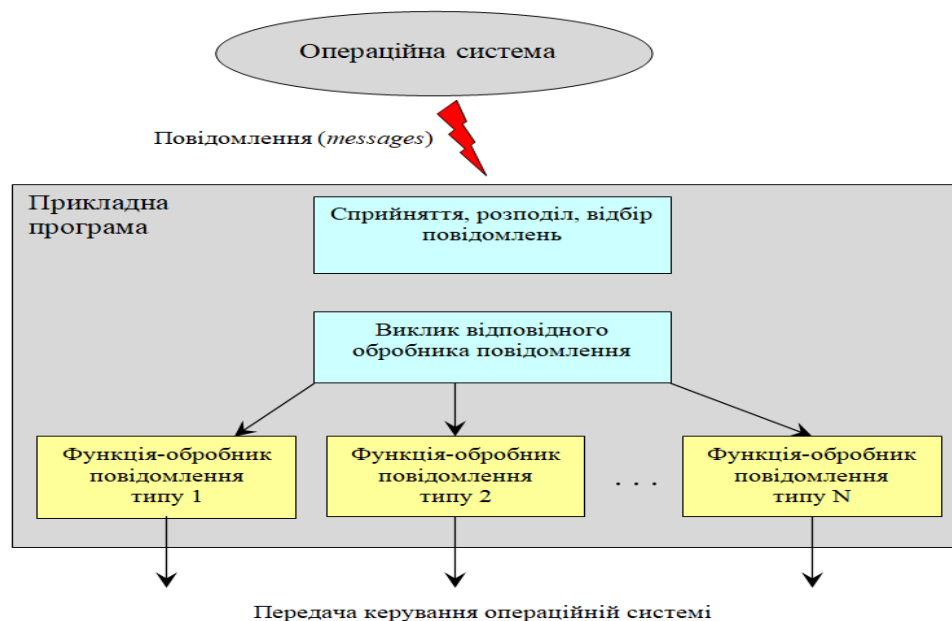 Операційна система
Повідомлення (messages)
Прикладна
програма
Сприйняття, розподіл, відбір
повідомлень
Виклик відповідного
обробника повідомлення
Функція-обробник
повідомлення
типу 1
Функція-обробник
повідомлення
типу 2
. . .
Функція-обробник
повідомлення
типу N
Передача керування операційній системі